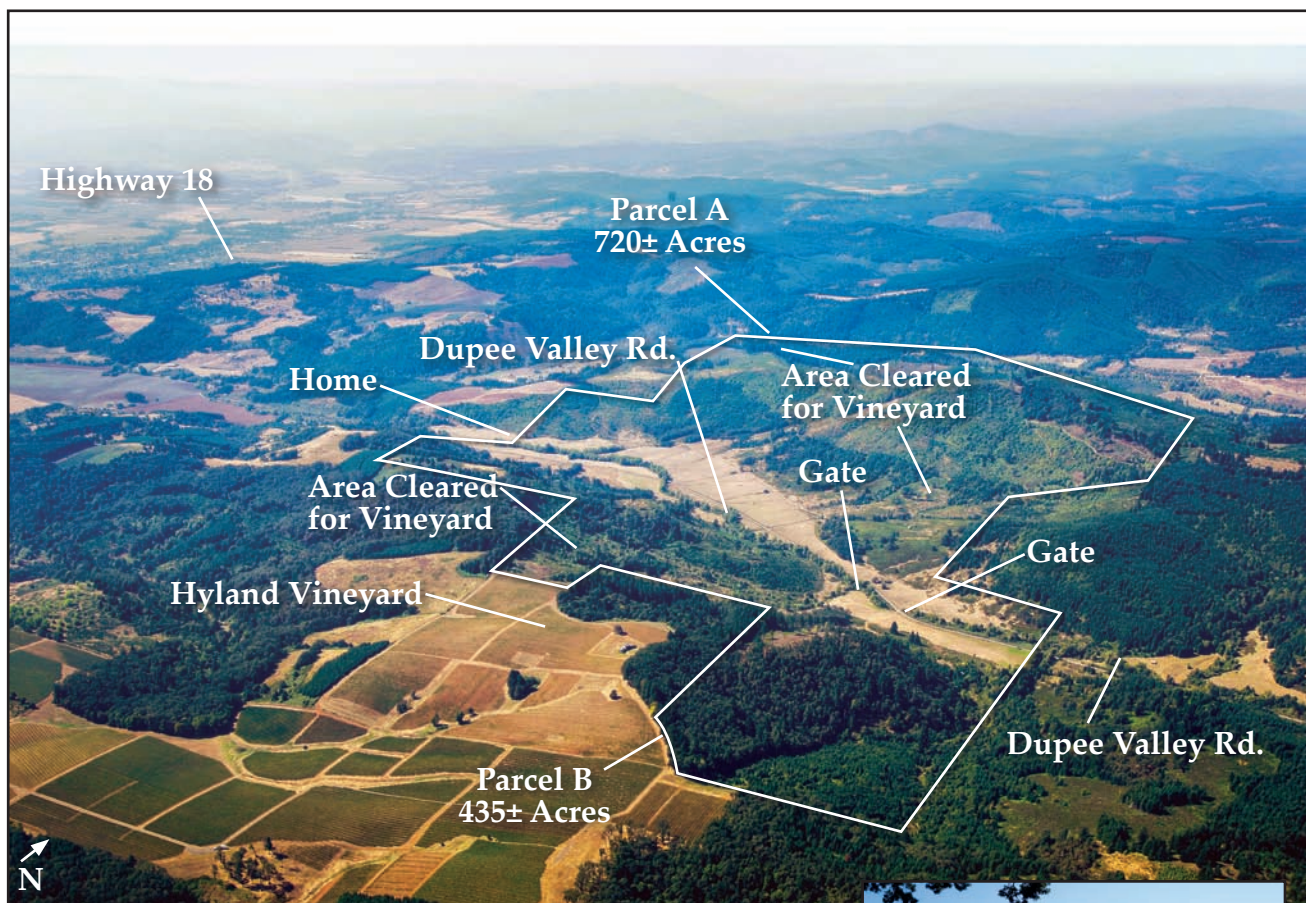 Highway 18
Parcel A
720± Acres
Dupee Valley Rd.
Home
Area Cleared
for Vineyard
Gate
Area Cleared
for Vineyard
Gate
Hyland Vineyard
Dupee Valley Rd.
Parcel B
435± Acres
N